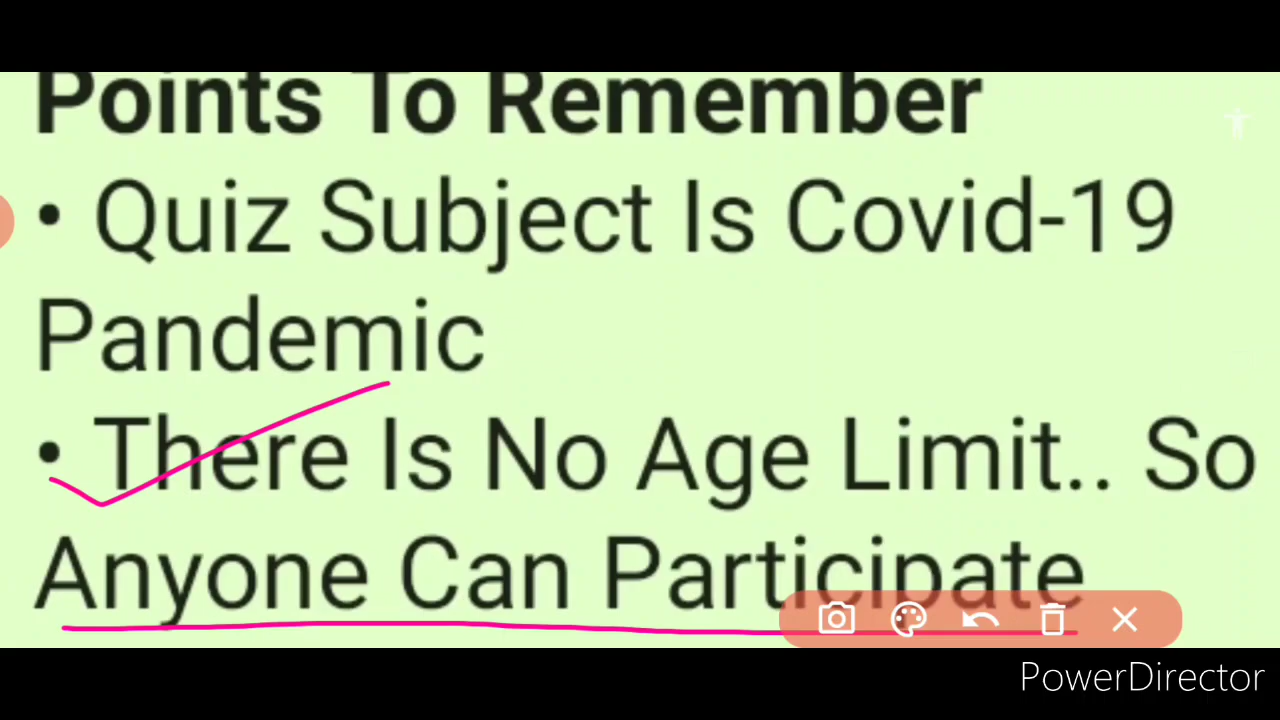 Points To Remember
• Quiz Subject Is Covid-19
Pandemic
• There Is No Age Limit.. So
Anyone Can Participate
PowerDirector